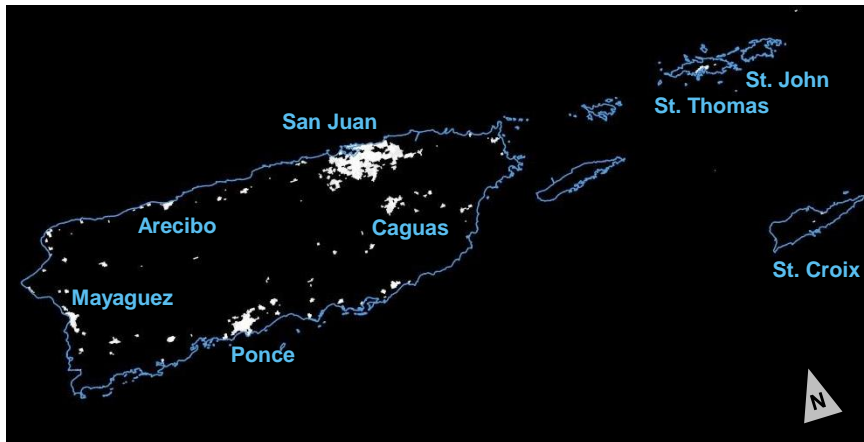 St. John
St. Thomas
San Juan
Arecibo
Caguas
St. Croix
Mayaguez
Ponce
N